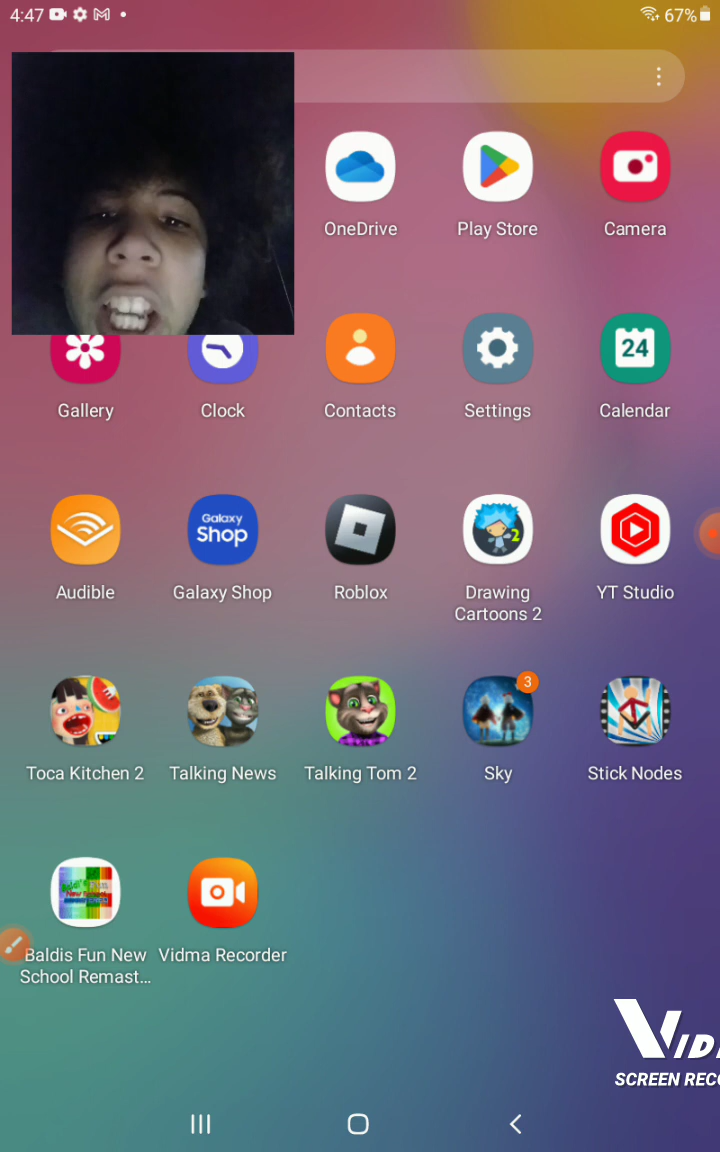 4:47
67%
OneDrive
Play Store
Camera
24
Gallery
Clock
Contacts
Settings
Calendar
Galaxy
Shop
2
Audible
Galaxy Shop
Roblox
Drawing
Cartoons 2
YT Studio
3
Toca Kitchen 2
Talking News
Talking Tom 2
Sky
Stick Nodes
Baldis Fun New
School Remast...
Vidma Recorder
VID
SCREEN REC